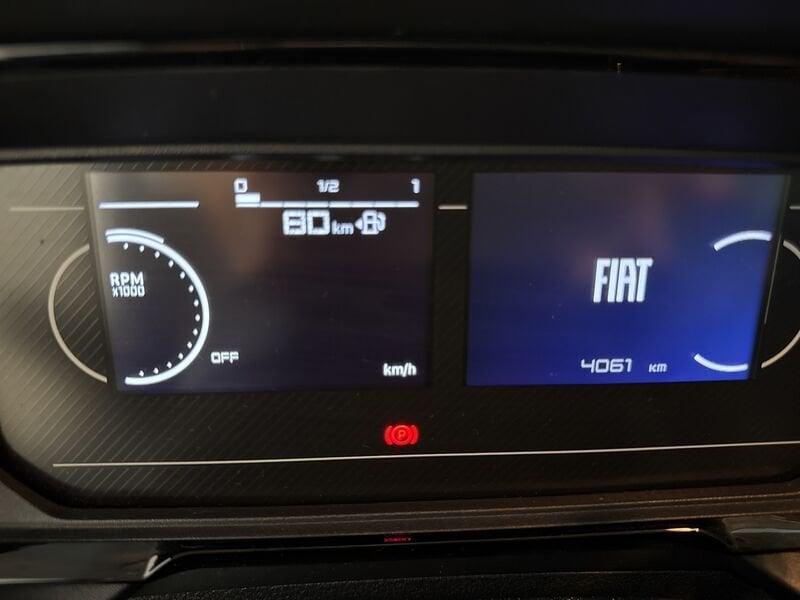 0 1/2 1
80 km
RPM
x1000
OFF
km/h
FIAT
4061 KM
P